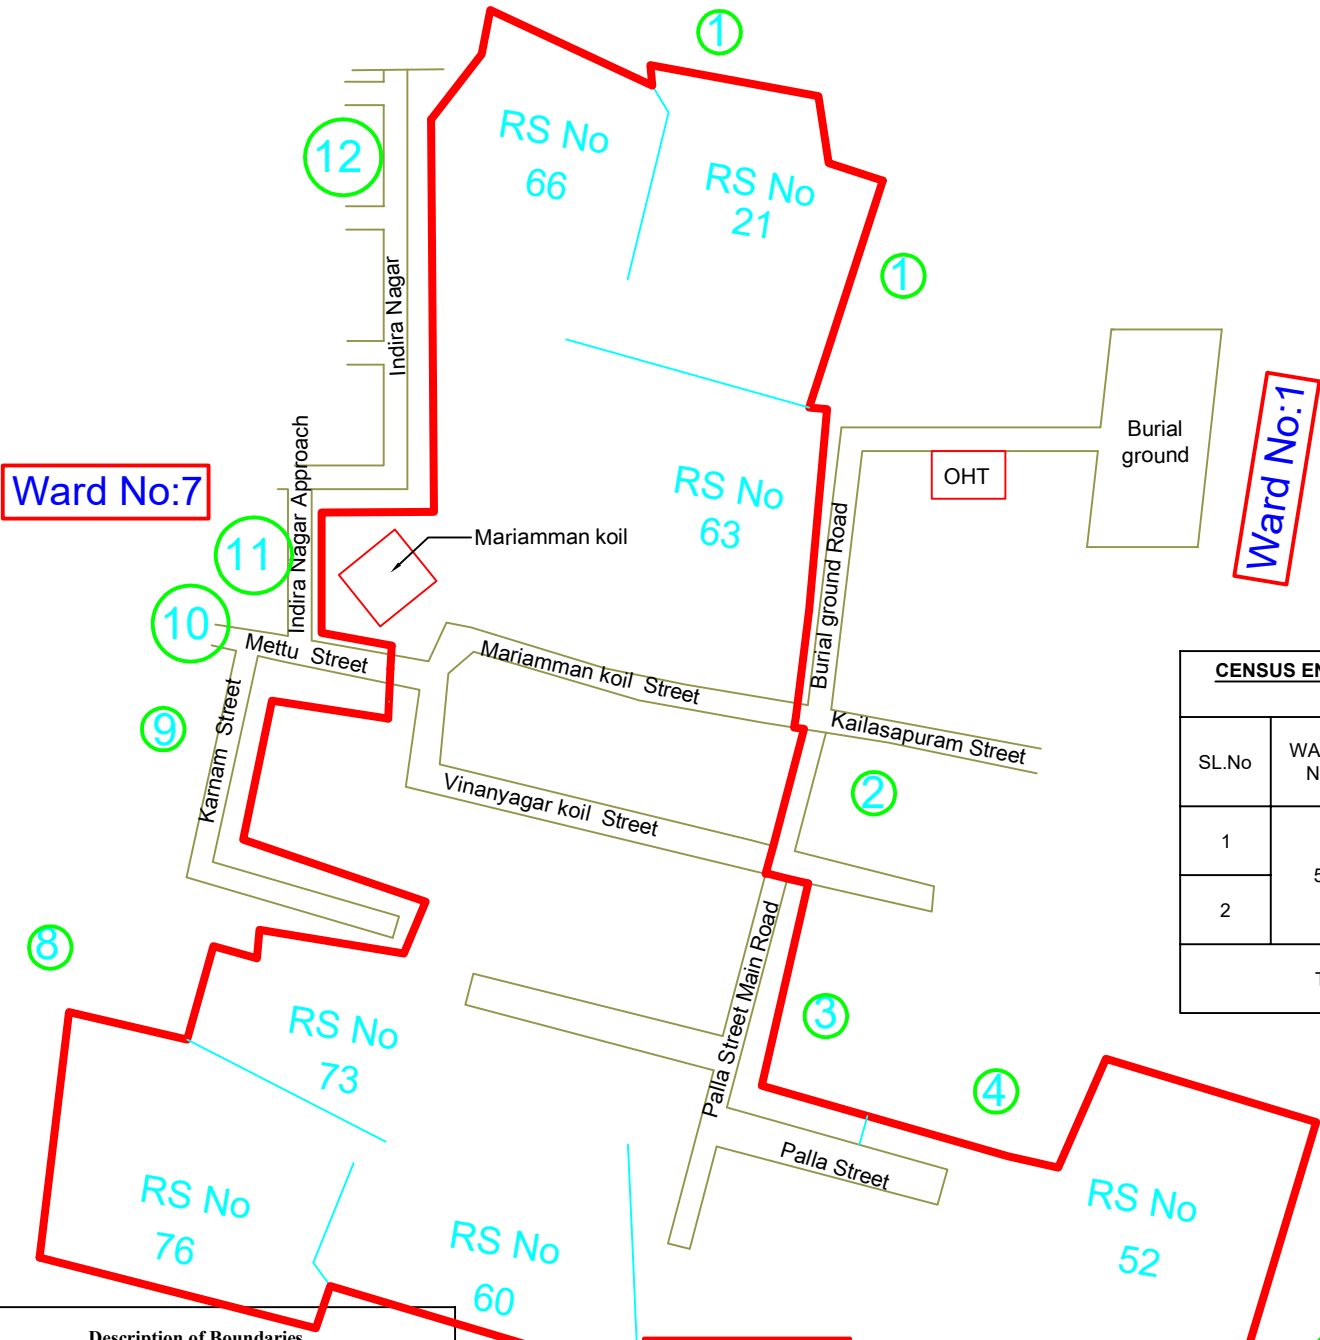 1
12
RS No
66
RS No
21
1
Indira Nagar
Ward No:7
Indira Nagar Approach
11
10
Mariamman koil
RS No
63
OHT
Burial
ground
Ward No:1
Burial ground Road
Mettu Street
Mariamman koil Street
Kailasapuram Street
9
Karnam Street
Vinanyagar koil Street
2
CENSUS EN
SL.No
WA
N
1
5
2
T
8
3
Palla Street Main Road
4
RS No
73
Palla Street
RS No
76
RS No
60
RS No
52
Description of Boundaries